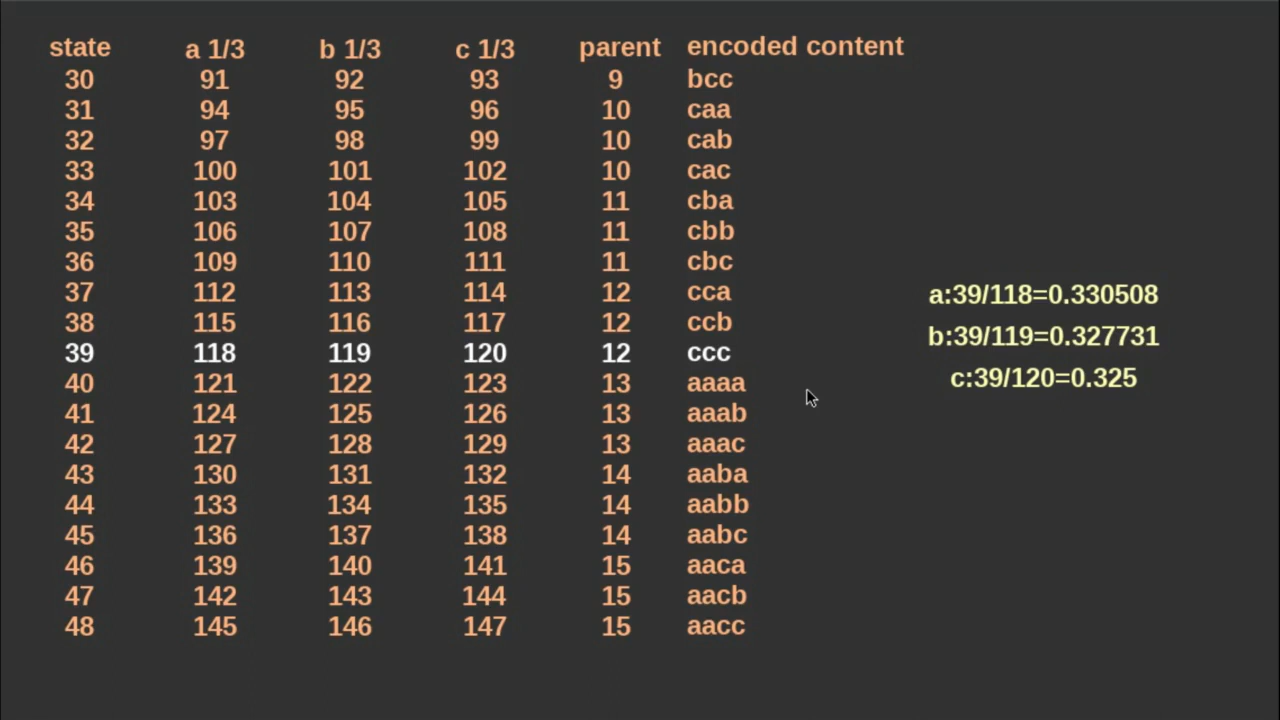 state a 1/3 b 1/3 c 1/3 parent encoded content
30 91 92 93 9 bcc
31 94 95 96 10 caa
32 97 98 99 10 cab
33 100 101 102 10 cac
34 103 104 105 11 cba
35 106 107 108 11 cbb
36 109 110 111 11 cbc
37 112 113 114 12 cca
a:39/118=0.330508
38 115 116 117 12 ccb
b:39/119=0.327731
39 118 119 120 12 ccc
c:39/120=0.325
40 121 122 123 13 aaaa
41 124 125 126 13 aaab
42 127 128 129 13 aaac
43 130 131 132 14 aaba
44 133 134 135 14 aabb
45 136 137 138 14 aabc
46 139 140 141 15 aaca
47 142 143 144 15 aacb
48 145 146 147 15 aacc